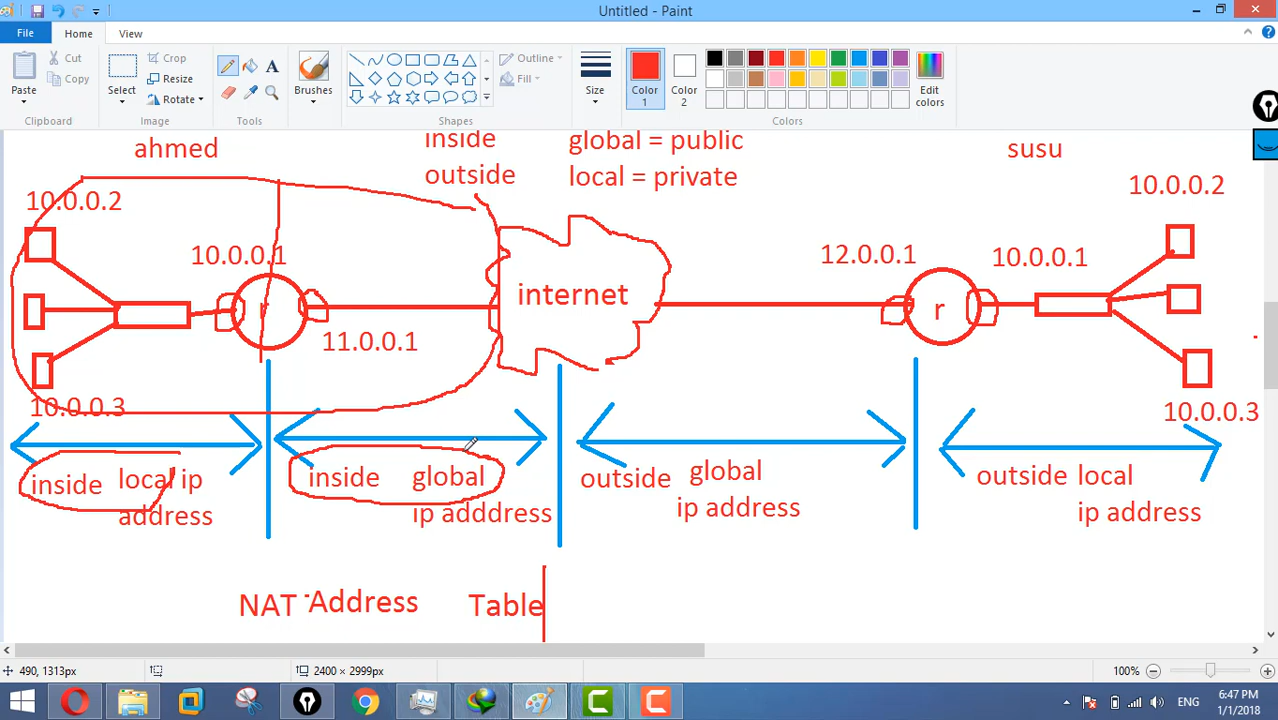 Untitled - Paint
File
Home
View
Paste
Cut
Copy
Clipboard
Select
Crop
Resize
Rotate
Image
Tools
Brushes
Shapes
Outline
Fill
Size
Color 1
Color 2
Colors
Edit colors
ahmed
inside
outside
global = public
local = private
susu
10.0.0.2
10.0.0.1
r
11.0.0.1
10.0.0.3
internet
12.0.0.1
r
10.0.0.1
10.0.0.2
10.0.0.3
inside local ip
address
inside global
ip adddress
outside global
ip address
outside local
ip address
NAT Address Table
490, 1313px
2400 × 2999px
100%
ENG
6:47 PM
1/1/2018